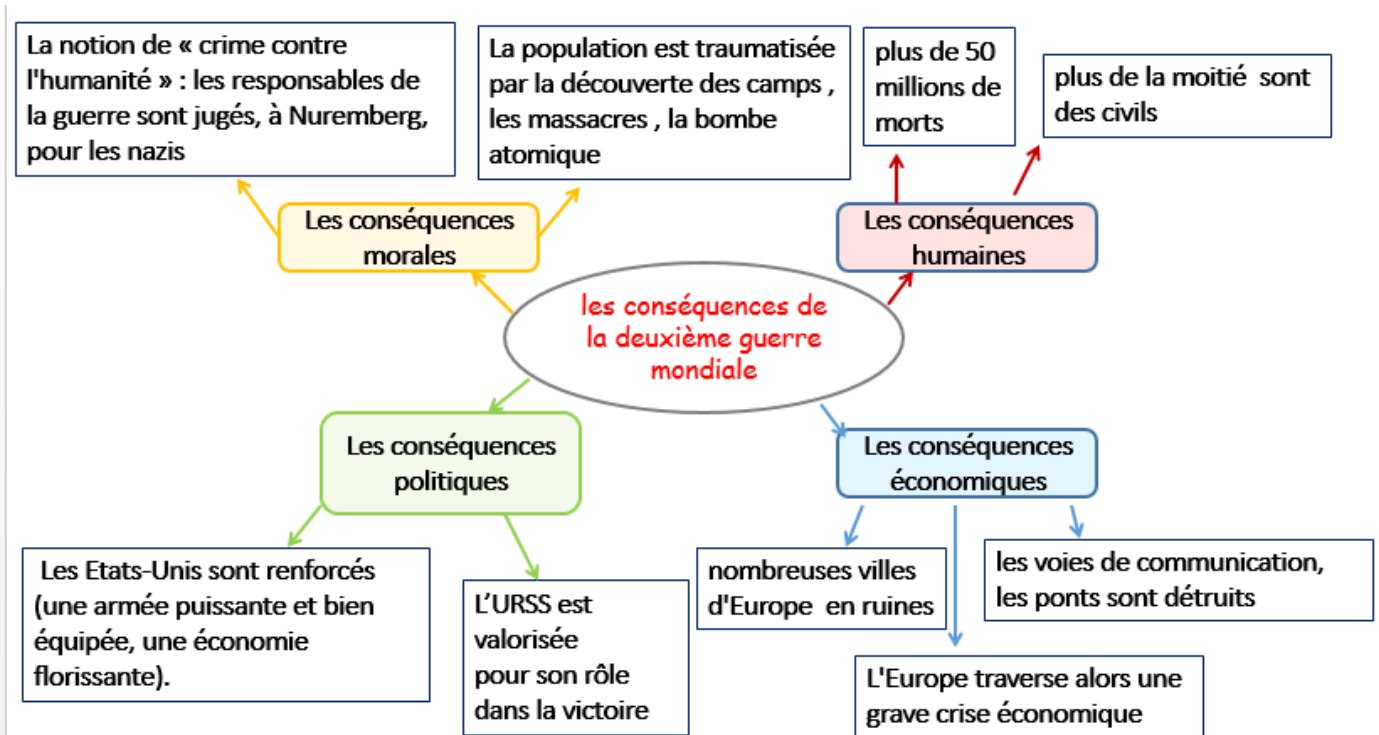 La notion de « crime contre
l'humanité » : les responsables de
la guerre sont jugés, à Nuremberg,
pour les nazis
La population est traumatisée
par la découverte des camps ,
les massacres , la bombe
atomique
plus de 50
millions de
morts
plus de la moitié sont
des civils
Les conséquences
morales
Les conséquences
humaines
les conséquences de
la deuxième guerre
mondiale
Les conséquences
politiques
Les conséquences
économiques
Les Etats-Unis sont renforcés
(une armée puissante et bien
équipée, une économie
florissante).
L'URSS est
valorisée
pour son rôle
dans la victoire
nombreuses villes
d'Europe en ruines
les voies de communication,
les ponts sont détruits
L'Europe traverse alors une
grave crise économique